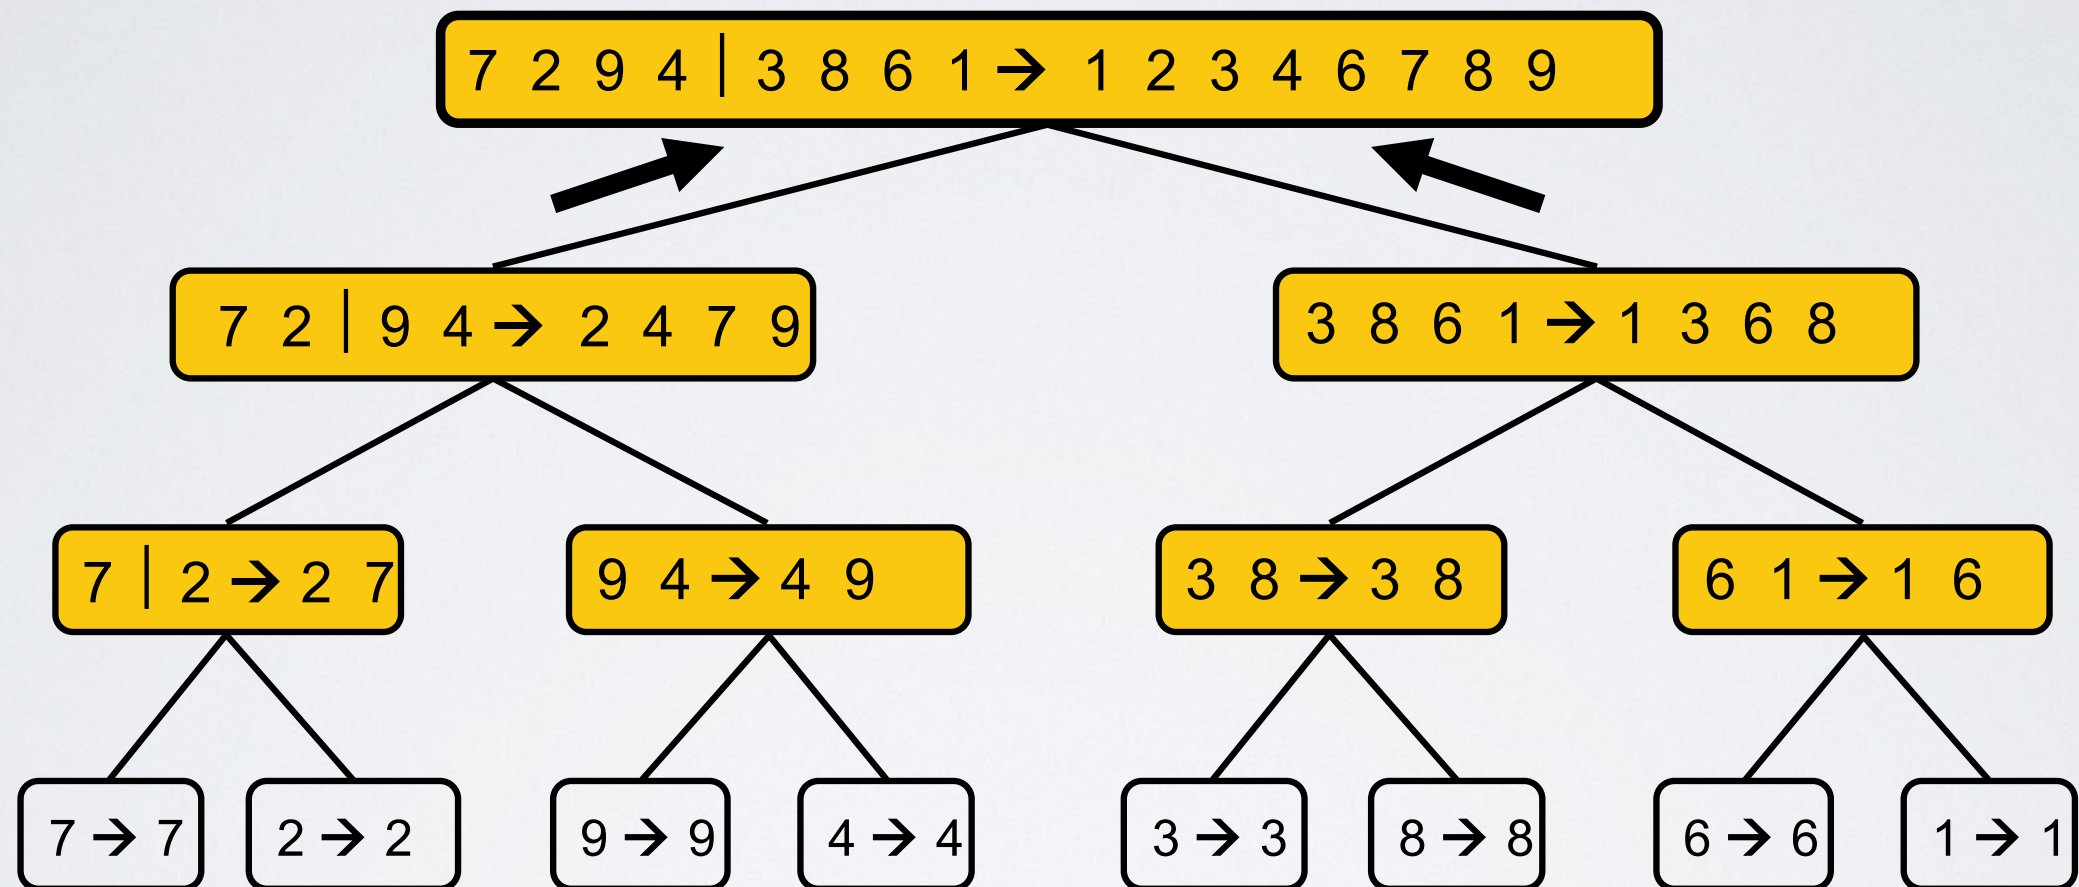 7 2 9 4 | 3 8 6 1 → 1 2 3 4 6 7 8 9
7 2 | 9 4 → 2 4 7 9
3 8 6 1 → 1 3 6 8
7 | 2 → 2 7
9 4 → 4 9
3 8 → 3 8
6 1 → 1 6
7 → 7
2 → 2
9 → 9
4 → 4
3 → 3
8 → 8
6 → 6
1 → 1